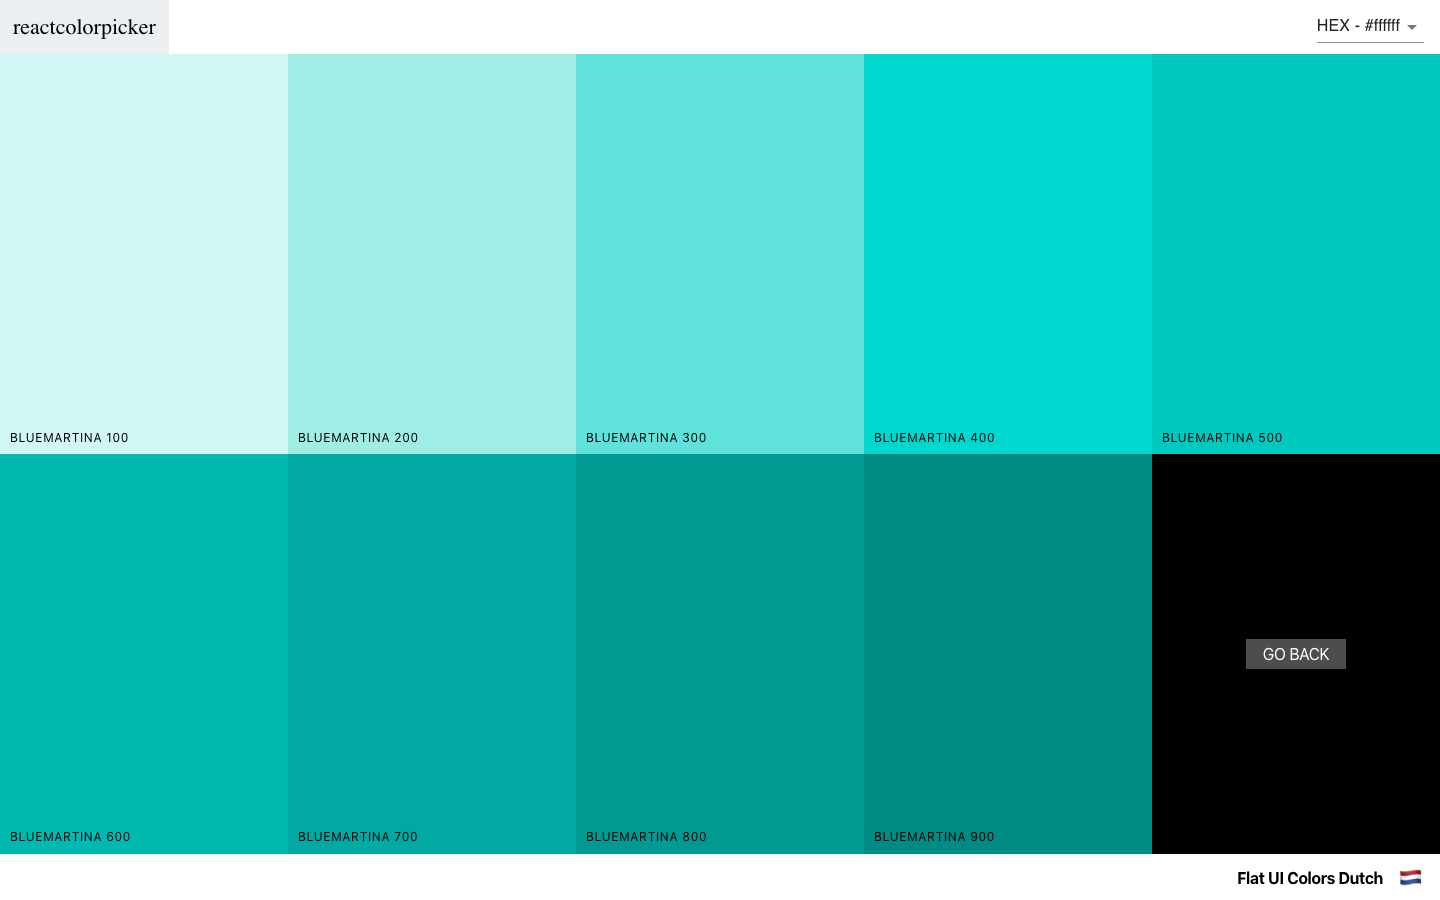 reactcolorpicker
HEX - #ffffff
BLUEMARTINA 100
BLUEMARTINA 200
BLUEMARTINA 300
BLUEMARTINA 400
BLUEMARTINA 500
BLUEMARTINA 600
BLUEMARTINA 700
BLUEMARTINA 800
BLUEMARTINA 900
GO BACK
Flat UI Colors Dutch 🇳🇱